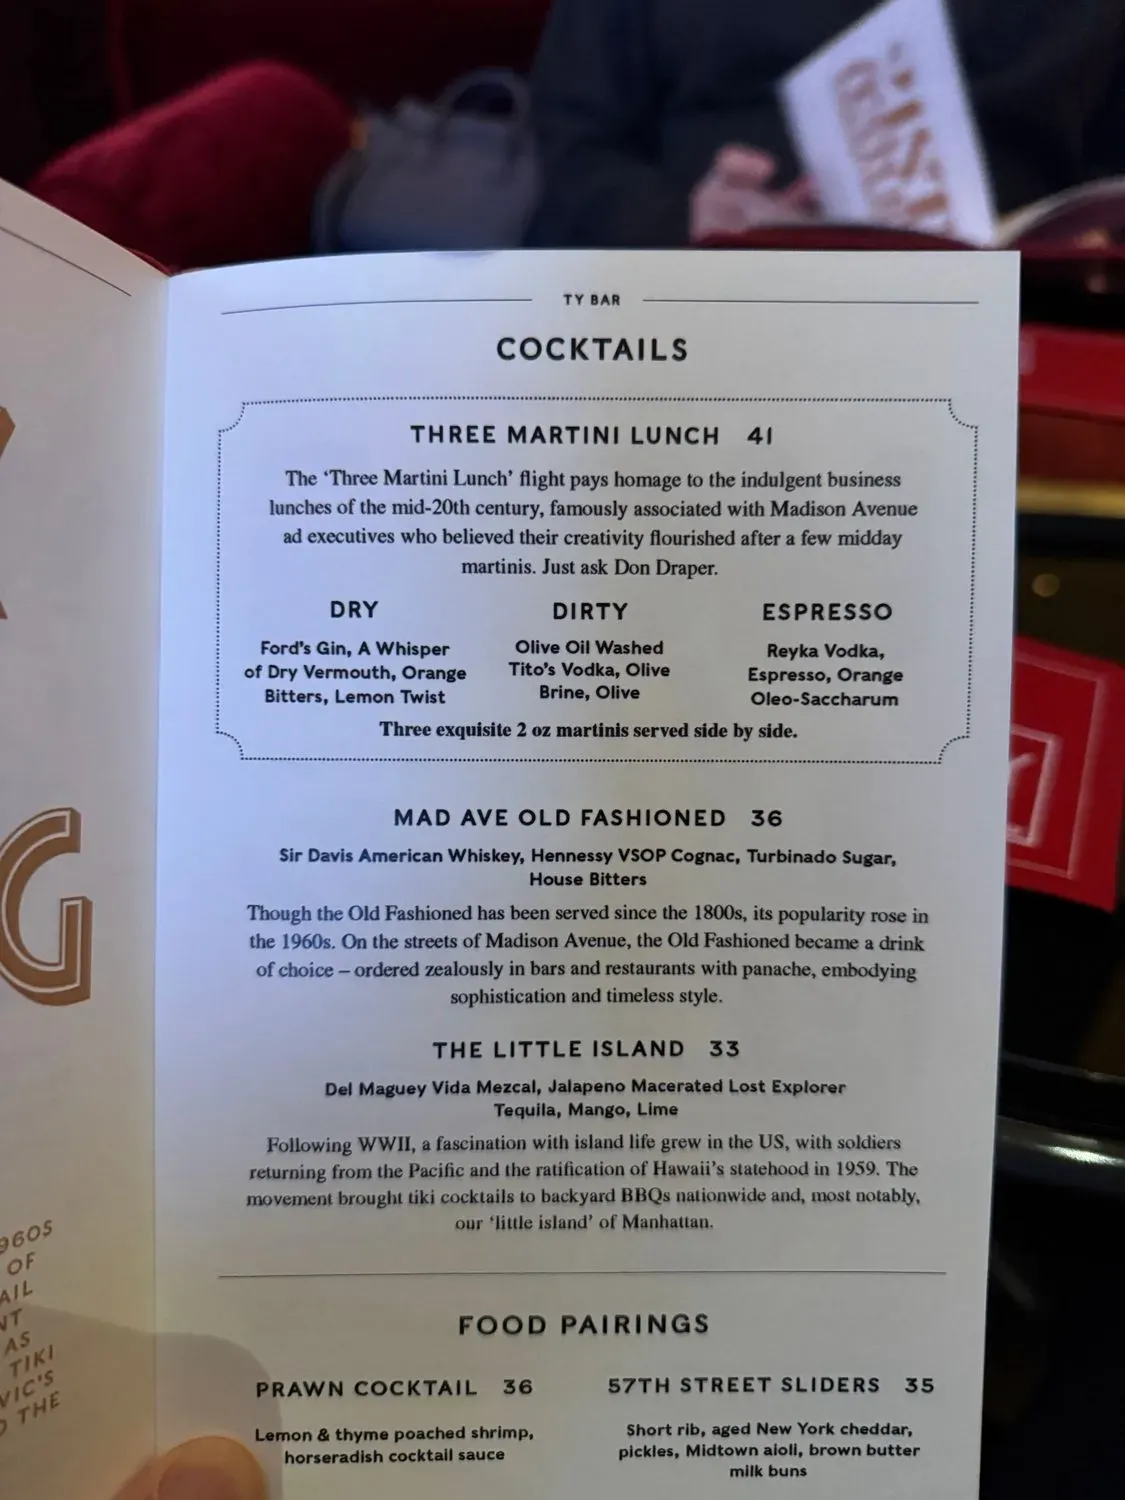 TY BAR
COCKTAILS
THREE MARTINI LUNCH 41
The ‘Three Martini Lunch’ flight pays homage to the indulgent business
lunches of the mid-20th century, famously associated with Madison Avenue
ad executives who believed their creativity flourished after a few midday
martinis. Just ask Don Draper.
DRY
Ford's Gin, A Whisper
of Dry Vermouth, Orange
Bitters, Lemon Twist
DIRTY
Olive Oil Washed
Tito's Vodka, Olive
Brine, Olive
ESPRESSO
Reyka Vodka,
Espresso, Orange
Oleo-Saccharum
Three exquisite 2 oz martinis served side by side.
MAD AVE OLD FASHIONED 36
Sir Davis American Whiskey, Hennessy VSOP Cognac, Turbinado Sugar,
House Bitters
Though the Old Fashioned has been served since the 1800s, its popularity rose in
the 1960s. On the streets of Madison Avenue, the Old Fashioned became a drink
of choice – ordered zealously in bars and restaurants with panache, embodying
sophistication and timeless style.
THE LITTLE ISLAND 33
Del Maguey Vida Mezcal, Jalapeno Macerated Lost Explorer
Tequila, Mango, Lime
Following WWII, a fascination with island life grew in the US, with soldiers
returning from the Pacific and the ratification of Hawaii's statehood in 1959. The
movement brought tiki cocktails to backyard BBQs nationwide and, most notably,
our ‘little island’ of Manhattan.
FOOD PAIRINGS
PRAWN COCKTAIL 36
Lemon & thyme poached shrimp,
horseradish cocktail sauce
57TH STREET SLIDERS 35
Short rib, aged New York cheddar,
pickles, Midtown aioli, brown butter
milk buns
G
960S
OF
AIL
NT
AS
TIKI
VIC'S
THE